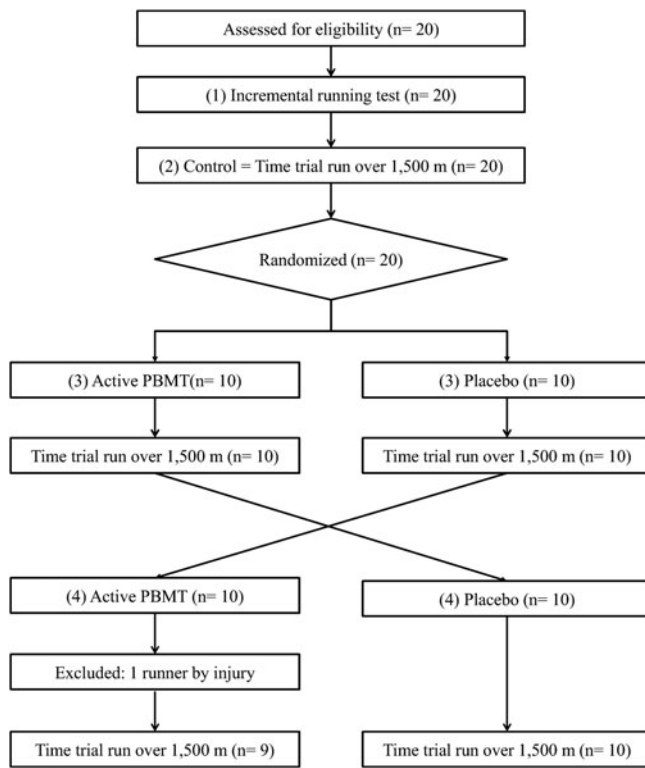 Assessed for eligibility (n= 20)
(1) Incremental running test (n= 20)
(2) Control = Time trial run over 1,500 m (n= 20)
Randomized (n= 20)
(3) Active PBMT(n= 10)
(3) Placebo (n= 10)
Time trial run over 1,500 m (n= 10)
Time trial run over 1,500 m (n= 10)
(4) Active PBMT (n= 10)
(4) Placebo (n= 10)
Excluded: 1 runner by injury
Time trial run over 1,500 m (n= 9)
Time trial run over 1,500 m (n= 10)